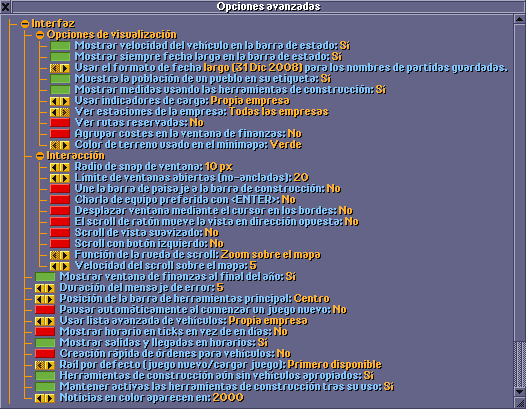 Opciones avanzadas
Interfaz
Opciones de visualización
Mostrar velocidad del vehículo en la barra de estado: Sí
Mostrar siempre fecha larga en la barra de estado: Sí
Usar el formato de fecha largo (31 Dic 2008) para los nombres de partidas guardadas.
Muestra la población de un pueblo en su etiqueta: Sí
Mostrar medidas usando las herramientas de construcción: Sí
Usar indicadores de carga: Propia empresa
Ver estaciones de la empresa: Todas las empresas
Ver rutas reservadas: No
Agrupar costes en la ventana de finanzas: No
Color de terreno usado en el minimapa: Verde
Interacción
Radio de snap de ventana: 10 px
Límite de ventanas abiertas (no-ancladas): 20
Une la barra de paisaje a la barra de construcción: No
Charla de equipo preferida con <ENTER>: No
Desplazar ventana mediante el cursor en los bordes: No
El scroll de ratón mueve la vista en dirección opuesta: No
Scroll de vista suavizado: No
Scroll con botón izquierdo: No
Función de la rueda de scroll: Zoom sobre el mapa
Velocidad del scroll sobre el mapa: 5
Mostrar ventana de finanzas al final del año: Sí
Duración del mensaje de error: 5
Posición de la barra de herramientas principal: Centro
Pausar automáticamente al comenzar un juego nuevo: No
Usar lista avanzada de vehículos: Propia empresa
Mostrar horario en ticks en vez de en días: No
Mostrar salidas y llegadas en horarios: Sí
Creación rápida de órdenes para vehículos: No
Rail por defecto (juego nuevo/cargar juego): Primero disponible
Herramientas de construcción aún sin vehículos apropiados: Sí
Mantener activas las herramientas de construcción tras su uso: Sí
Noticias en color aparecen en: 2000